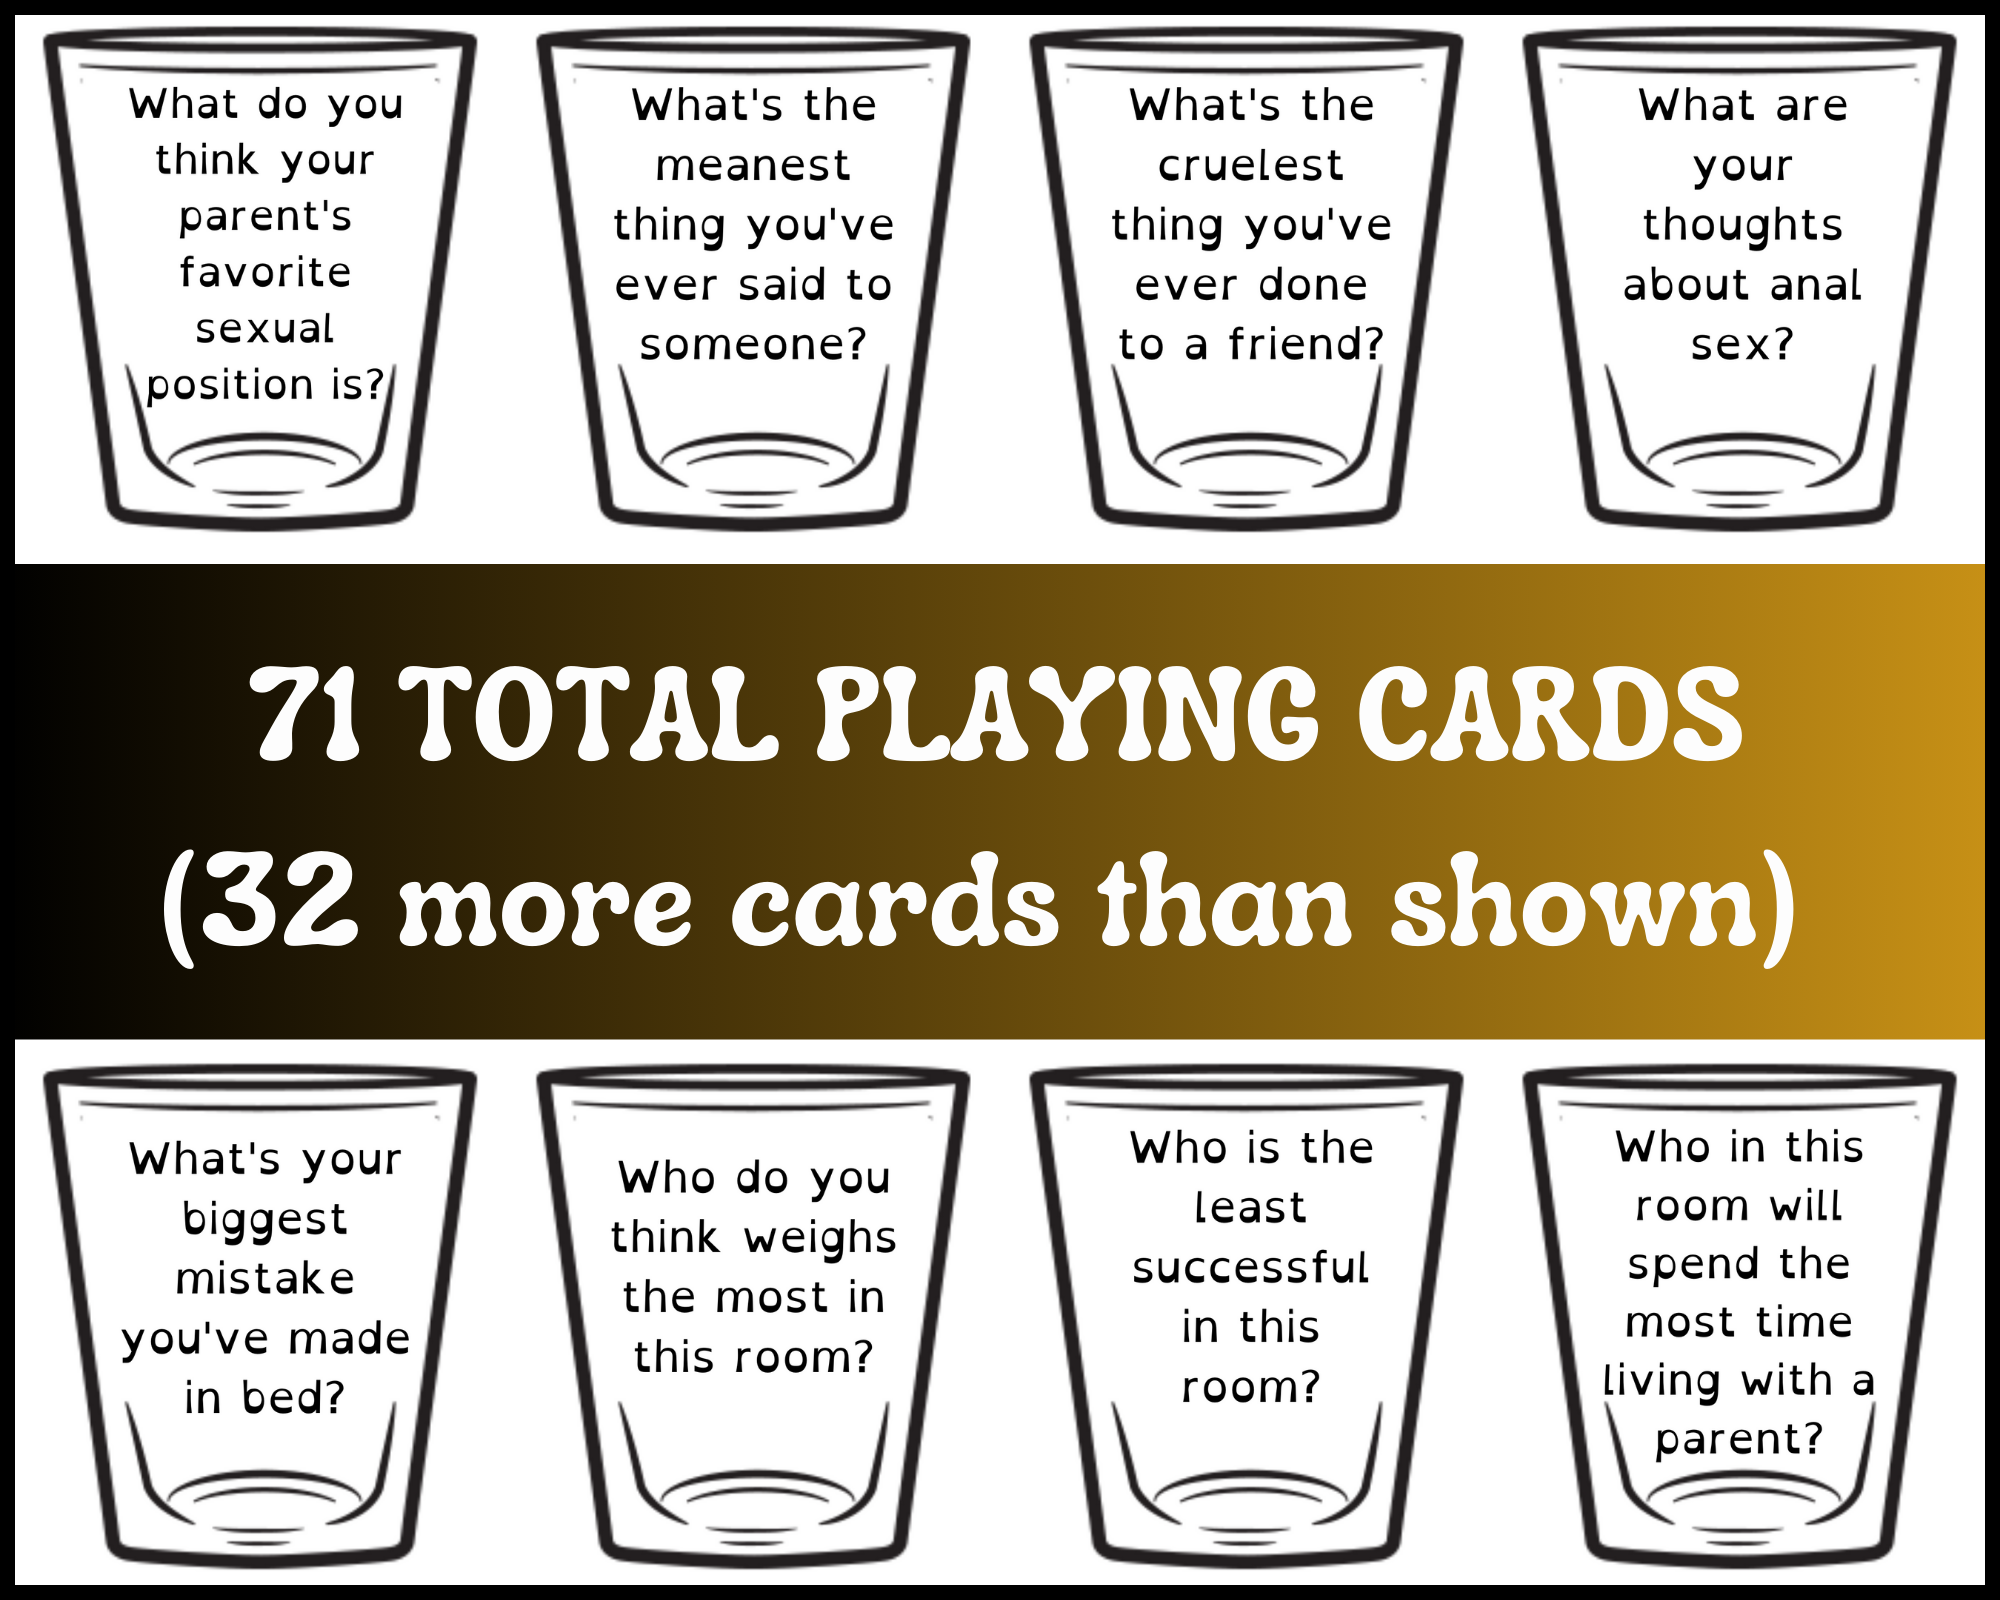 What do you
think your
parent's
favorite
sexual
position is?
What's the
meanest
thing you've
ever said to
someone?
What's the
cruelest
thing you've
ever done
to a friend?
What are
your
thoughts
about anal
sex?
71 TOTAL PLAYING CARDS
(32 more cards than shown)
What's your
biggest
mistake
you've made
in bed?
Who do you
think weighs
the most in
this room?
Who is the
least
successful
in this
room?
Who in this
room will
spend the
most time
living with a
parent?